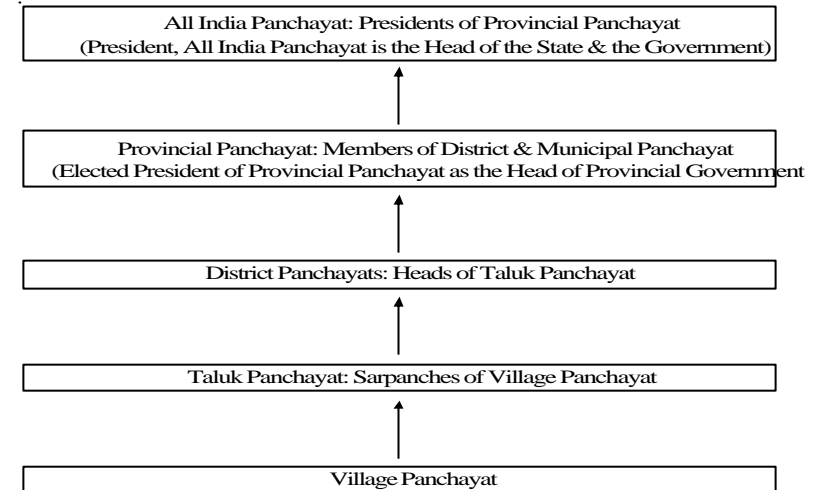 All India Panchayat: Presidents of Provincial Panchayat
(President, All India Panchayat is the Head of the State & the Government)
Provincial Panchayat: Members of District & Municipal Panchayat
(Elected President of Provincial Panchayat as the Head of Provincial Government
District Panchayats: Heads of Taluk Panchayat
Taluk Panchayat: Sarpanches of Village Panchayat
Village Panchayat